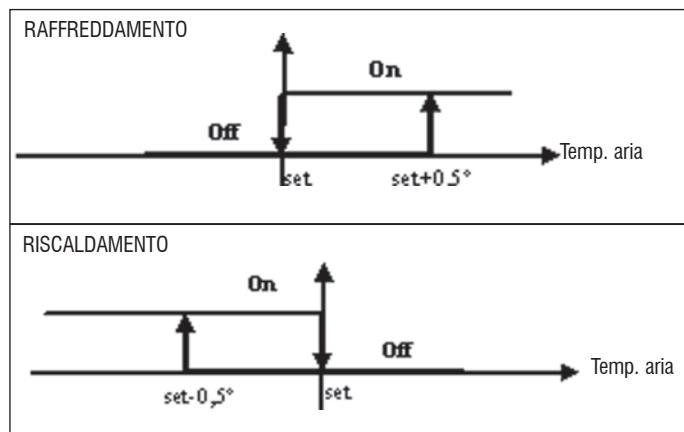 RAFFREDDAMENTO
On
Off
Temp. aria
set
set+0.5°
RISCALDAMENTO
On
Off
Temp. aria
set-0,5°
set